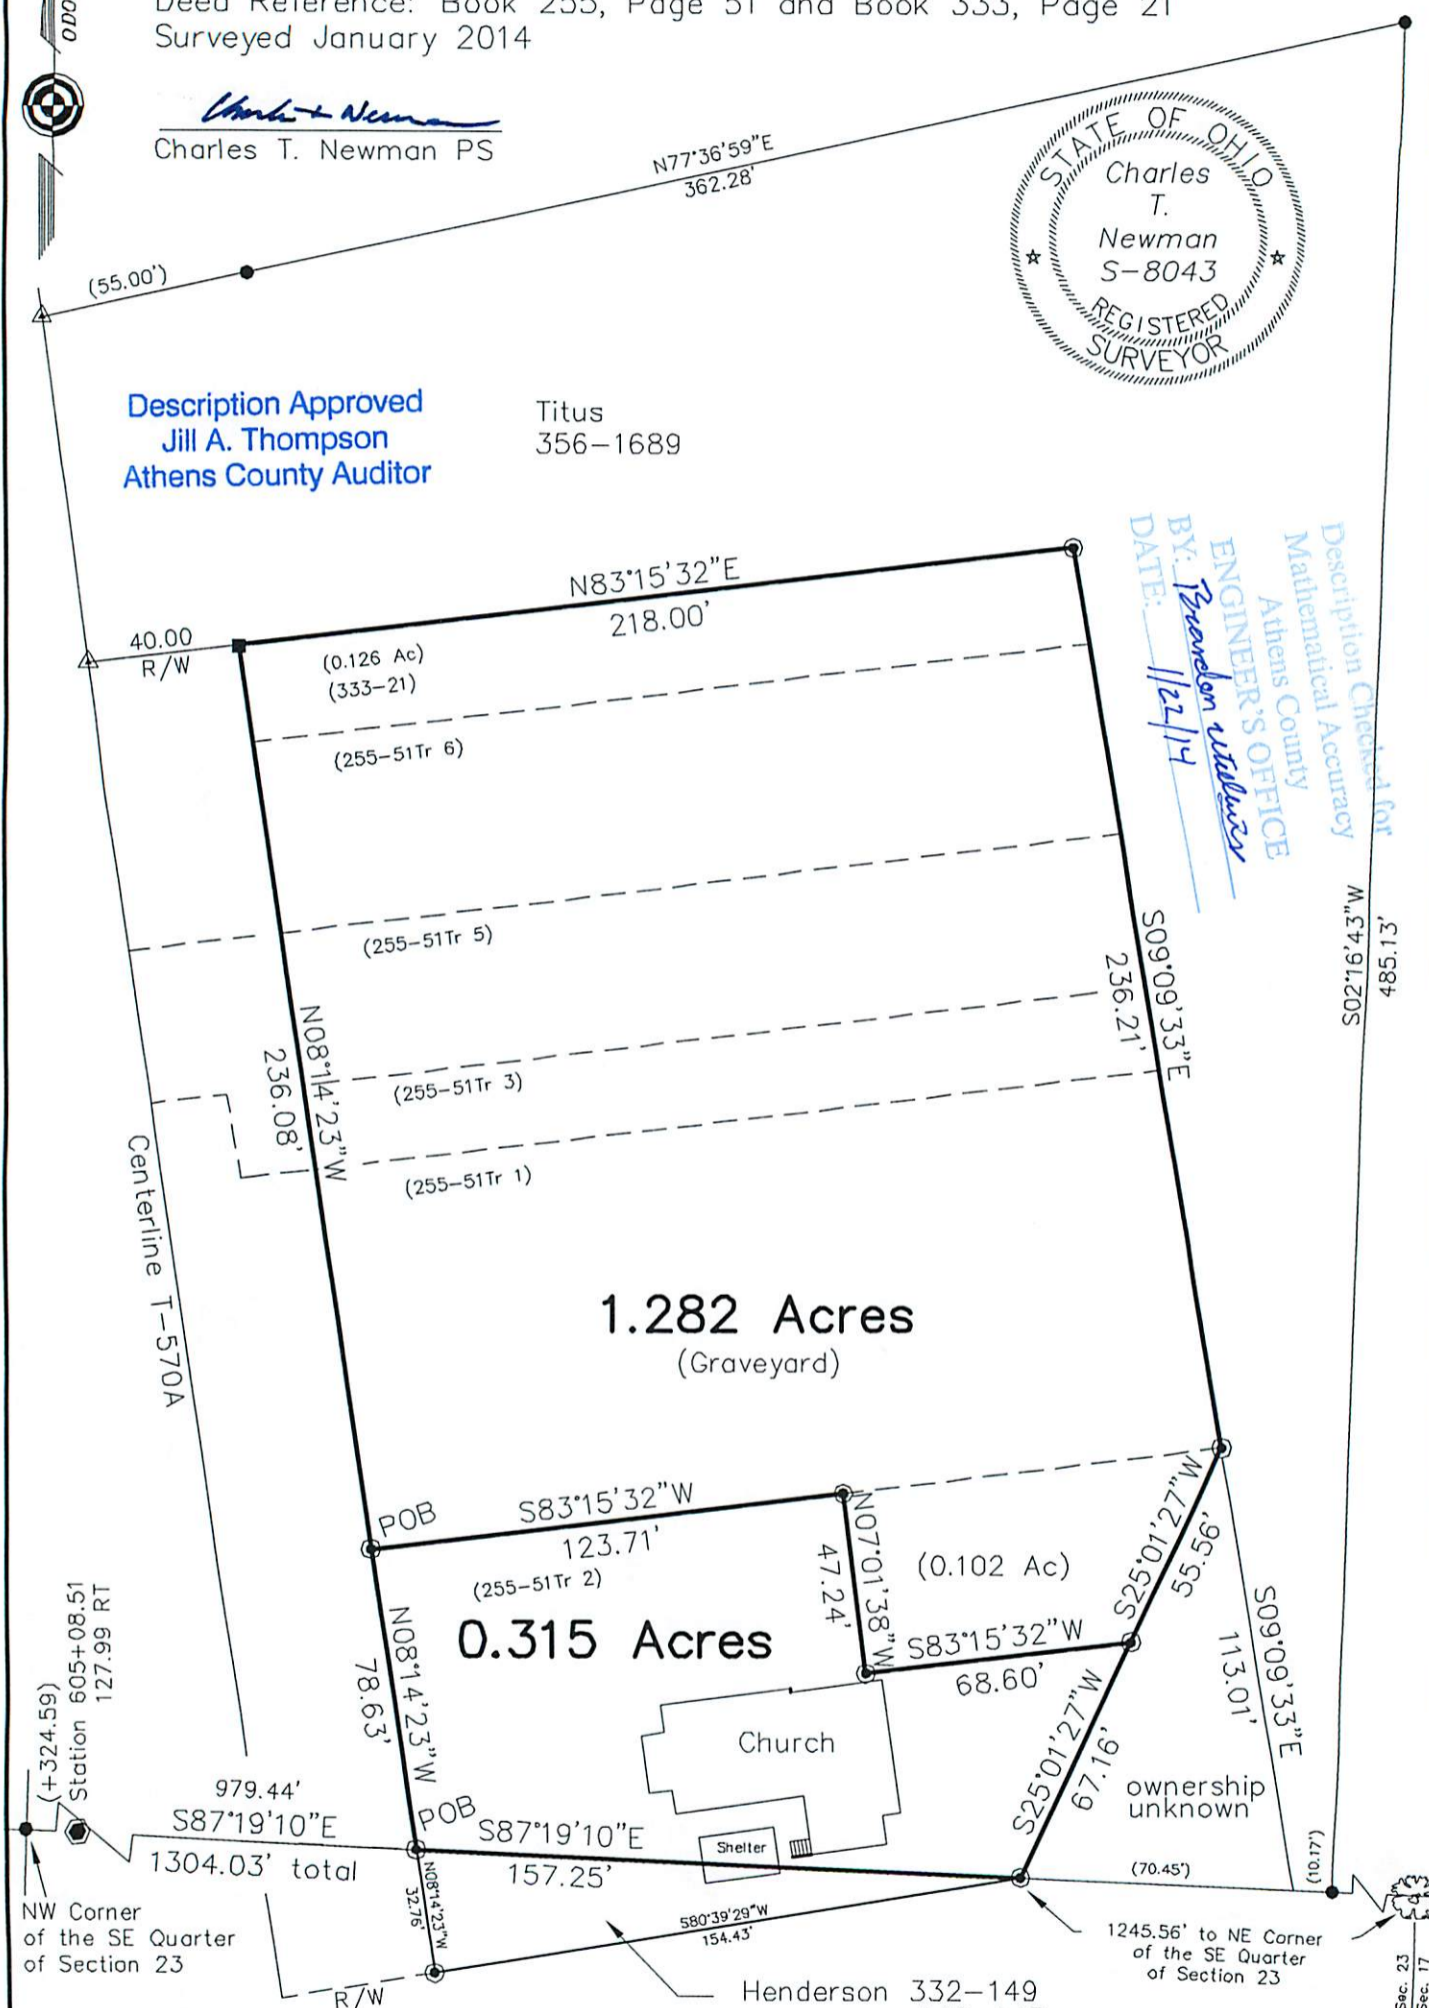 Deed Reference: Book 255, Page 51 and Book 333, Page 21
Surveyed January 2014
Charles T. Newman PS
N77°36'59"E
362.28'
(55.00')
STATE OF OHIO
Charles
T.
Newman
S-8043
REGISTERED
SURVEYOR
Description Approved
Jill A. Thompson
Athens County Auditor
Titus
356-1689
Description Checked for
Mathematical Accuracy
Athens County
ENGINEER'S OFFICE
BY: Brandon
DATE: 1/22/14
N83°15'32"E
218.00'
40.00
R/W
(0.126 Ac)
(333-21)
(255-51Tr 6)
(255-51Tr 5)
S02°16'43"W
485.13'
S09°09'33"E
236.21'
N08°14'23"W
236.08'
(255-51Tr 3)
(255-51Tr 1)
Centerline T-570A
1.282 Acres
(Graveyard)
POB
S83°15'32"W
123.71'
(255-51Tr 2)
N07°01'38"W
47.24'
(0.102 Ac)
S25°01'27"W
55.56'
0.315 Acres
S83°15'32"W
68.60'
S09°09'33"E
113.01'
N08°14'23"W
78.63'
Church
S25°01'27"W
67.16'
ownership
unknown
(+324.59)
Station 605+08.51
127.99 RT
979.44'
S87°19'10"E
1304.03' total
POB
S87°19'10"E
157.25'
Shelter
(70.45')
(10.17')
NW Corner
of the SE Quarter
of Section 23
N08°14'23"W
32.76'
S80°39'29"W
154.43'
1245.56' to NE Corner
of the SE Quarter
of Section 23
R/W
Henderson 332-149
Sec. 23
Sec. 17